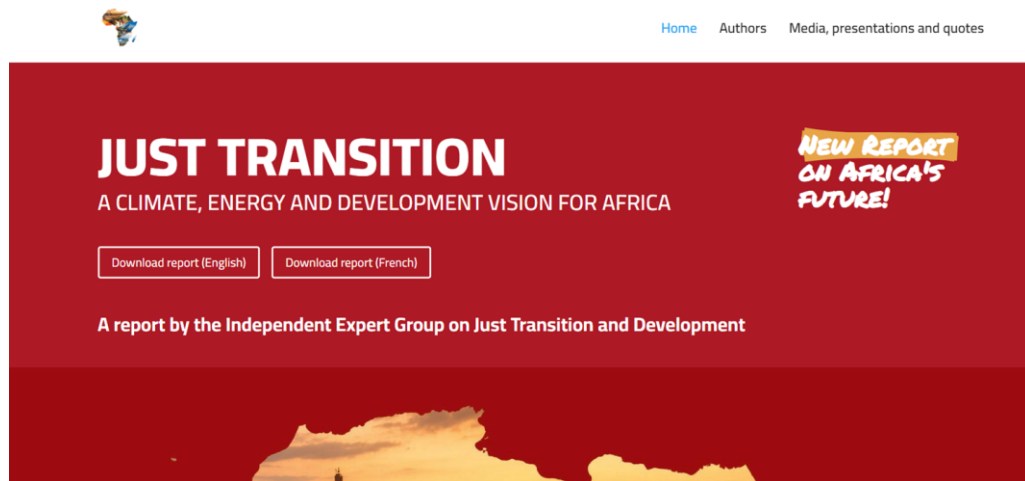 Home Authors Media, presentations and quotes
JUST TRANSITION
A CLIMATE, ENERGY AND DEVELOPMENT VISION FOR AFRICA
NEW REPORT
ON AFRICA'S
FUTURE!
Download report (English) Download report (French)
A report by the Independent Expert Group on Just Transition and Development